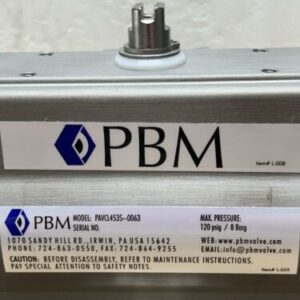 PBM
Item# L-008
PBM
MODEL: PAVCL4S3S-0063
SERIAL NO.
MAX. PRESSURE:
120 psig / 8 Barg
1070 SANDY HILL RD., IRWIN, PA USA 15642
PHONE: 724-863-0550, FAX: 724-864-9255
WEB: www.pbmvalve.com
EMAIL: info@pbmvalve.com
CAUTION: BEFORE DISASSEMBLY, REFER TO MAINTENANCE INSTRUCTIONS.
PAY SPECIAL ATTENTION TO SAFETY NOTES.
Item# L-009